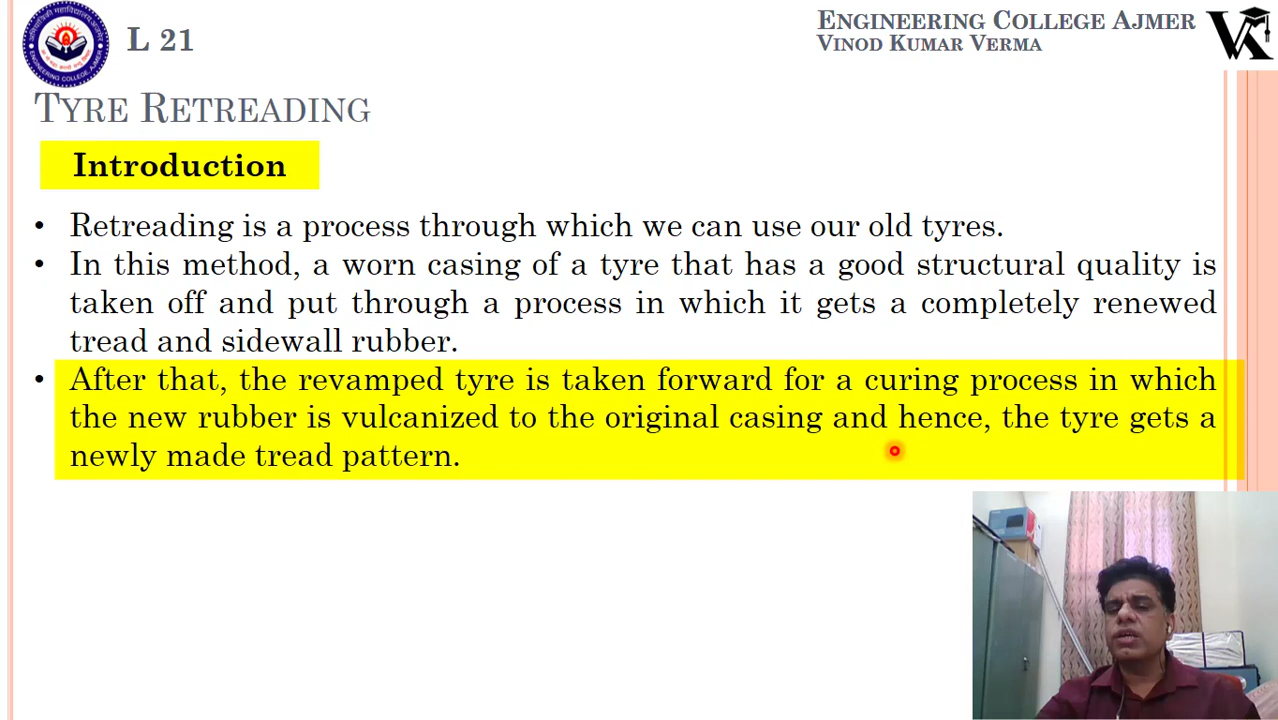 L 21
ENGINEERING COLLEGE AJMER
VINOD KUMAR VERMA
TYRE RETREADING
Introduction
• Retreading is a process through which we can use our old tyres.
• In this method, a worn casing of a tyre that has a good structural quality is
taken off and put through a process in which it gets a completely renewed
tread and sidewall rubber.
• After that, the revamped tyre is taken forward for a curing process in which
the new rubber is vulcanized to the original casing and hence, the tyre gets a
newly made tread pattern.